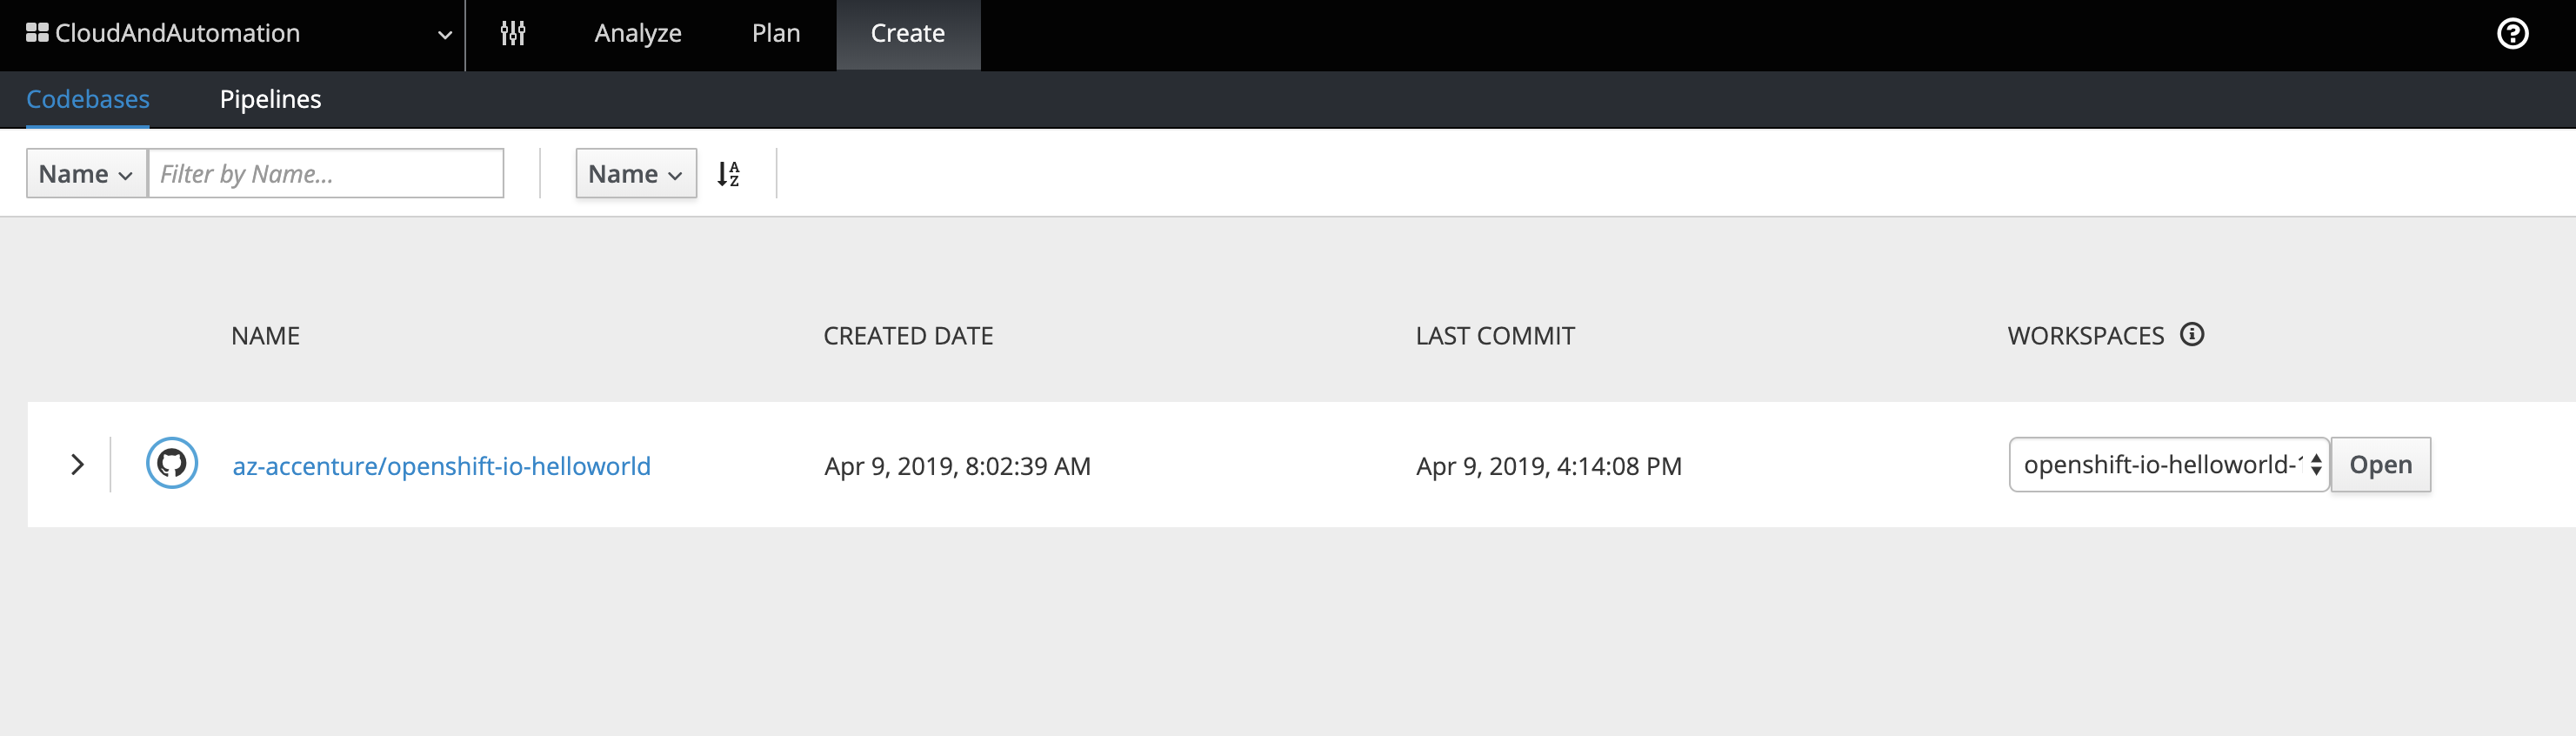 CloudAndAutomation Analyze Plan Create
Codebases Pipelines
Name Filter by Name... Name A Z
NAME CREATED DATE LAST COMMIT WORKSPACES
az-accenture/openshift-io-helloworld Apr 9, 2019, 8:02:39 AM Apr 9, 2019, 4:14:08 PM openshift-io-helloworld- Open